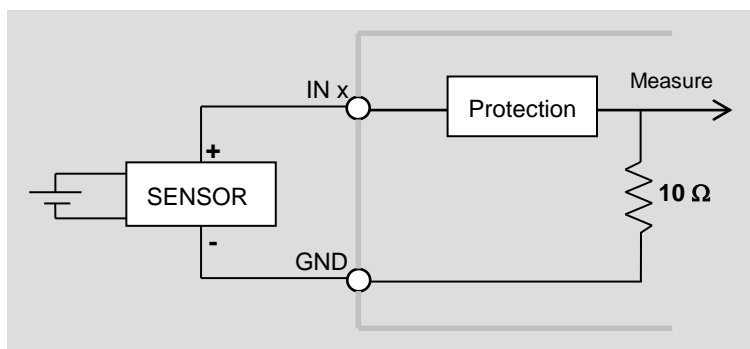 Measure
IN x
Protection
+
SENSOR
10 Ω
-
GND